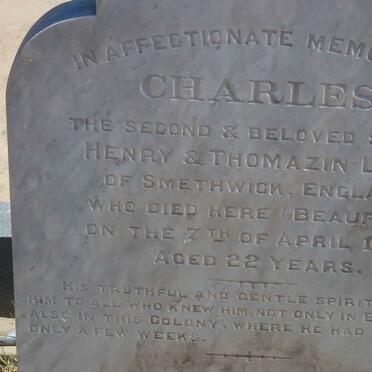 IN AFFECTIONATE MEMO
CHARLES
THE SECOND & BELOVED S
HENRY & THOMAZIN L
OF SMETHWICK, ENGLA
WHO DIED HERE (BEAUF
ON THE 7TH OF APRIL 1
AGED 22 YEARS.
HIS TRUTHFUL AND GENTLE SPIRIT
HIM TO ALL WHO KNEW HIM, NOT ONLY IN E
ALSO IN THIS COLONY, WHERE HE HAD
ONLY A FEW WEEKS.